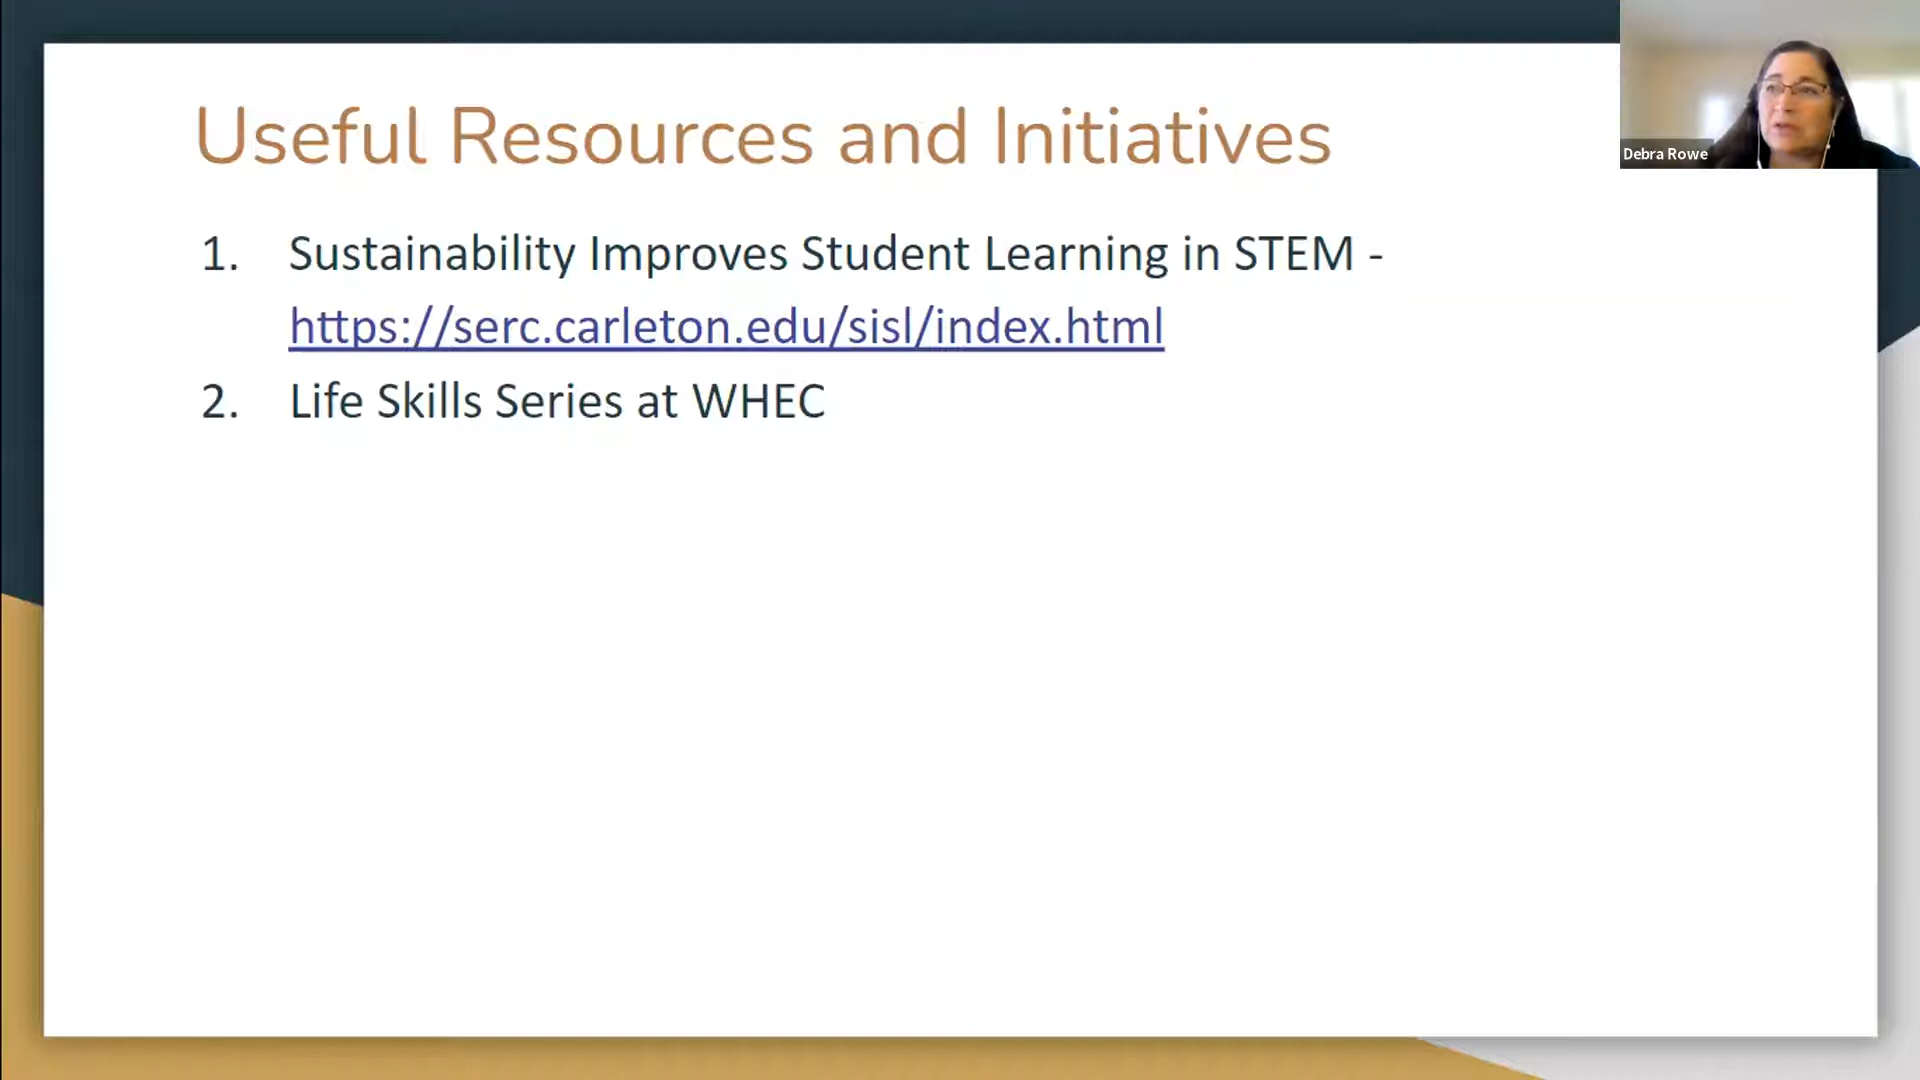 Useful Resources and Initiatives
Debra Rowe
1. Sustainability Improves Student Learning in STEM -
https://serc.carleton.edu/sisl/index.html
2. Life Skills Series at WHEC